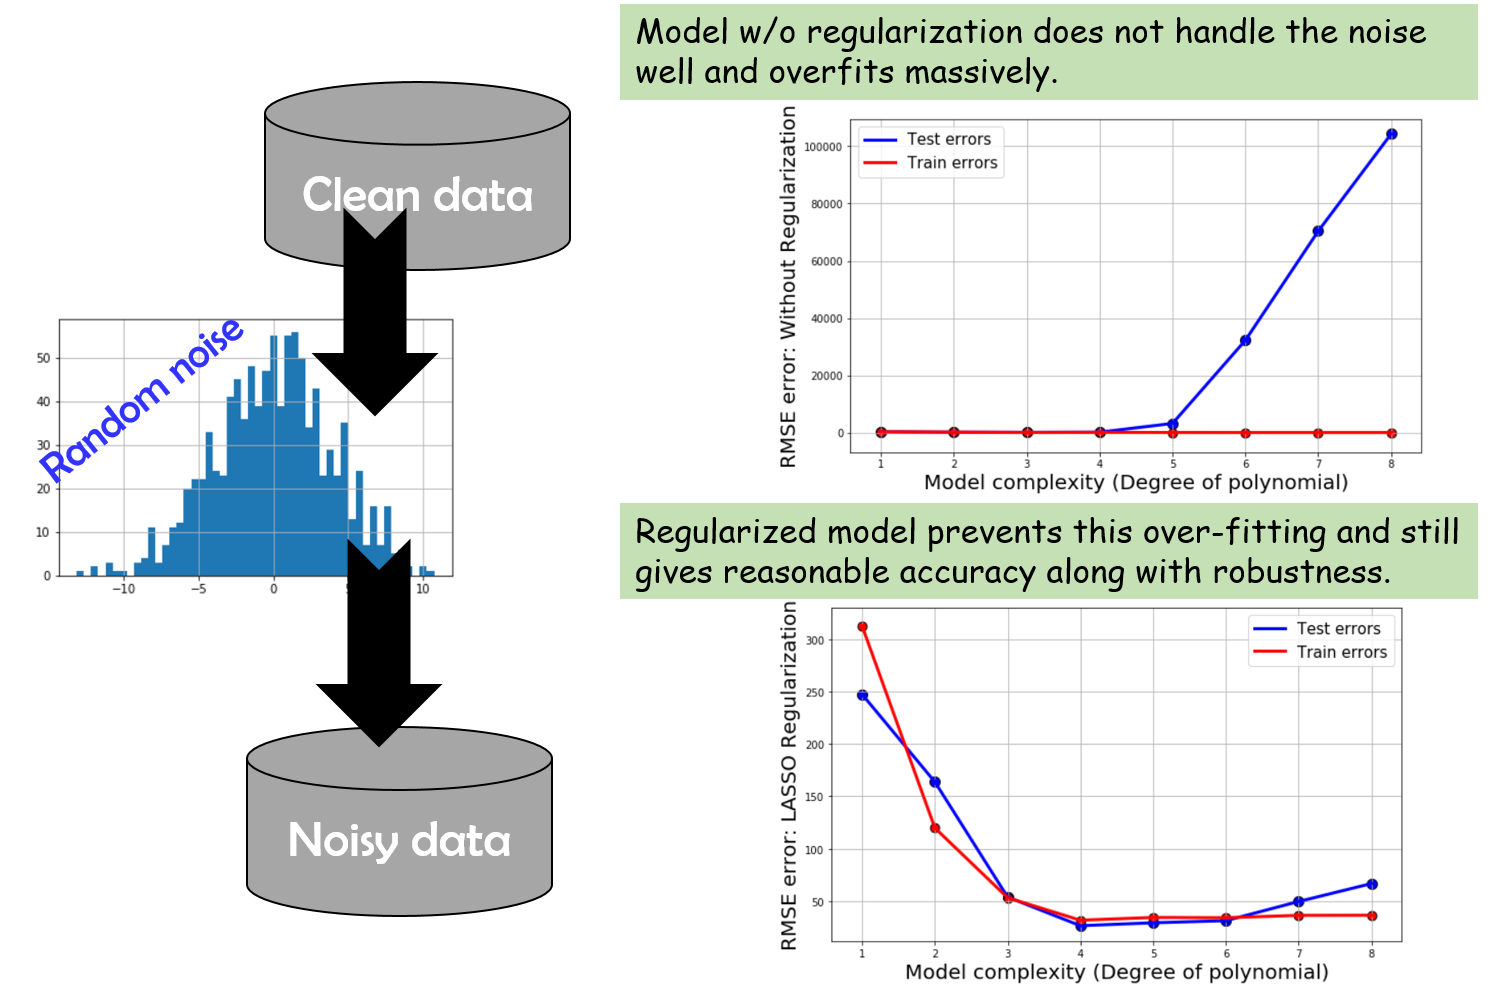 Model w/o regularization does not handle the noise
well and overfits massively.
Clean data
Random noise
50
40
30
20
10
0
−10
−5
0
5
10
Noisy data
RMSE error: Without Regularization
Test errors
Train errors
100000
80000
60000
40000
20000
0
1
2
3
4
5
6
7
8
Model complexity (Degree of polynomial)
Regularized model prevents this over-fitting and still
gives reasonable accuracy along with robustness.
RMSE error: LASSO Regularization
Test errors
Train errors
300
250
200
150
100
50
1
2
3
4
5
6
7
8
Model complexity (Degree of polynomial)